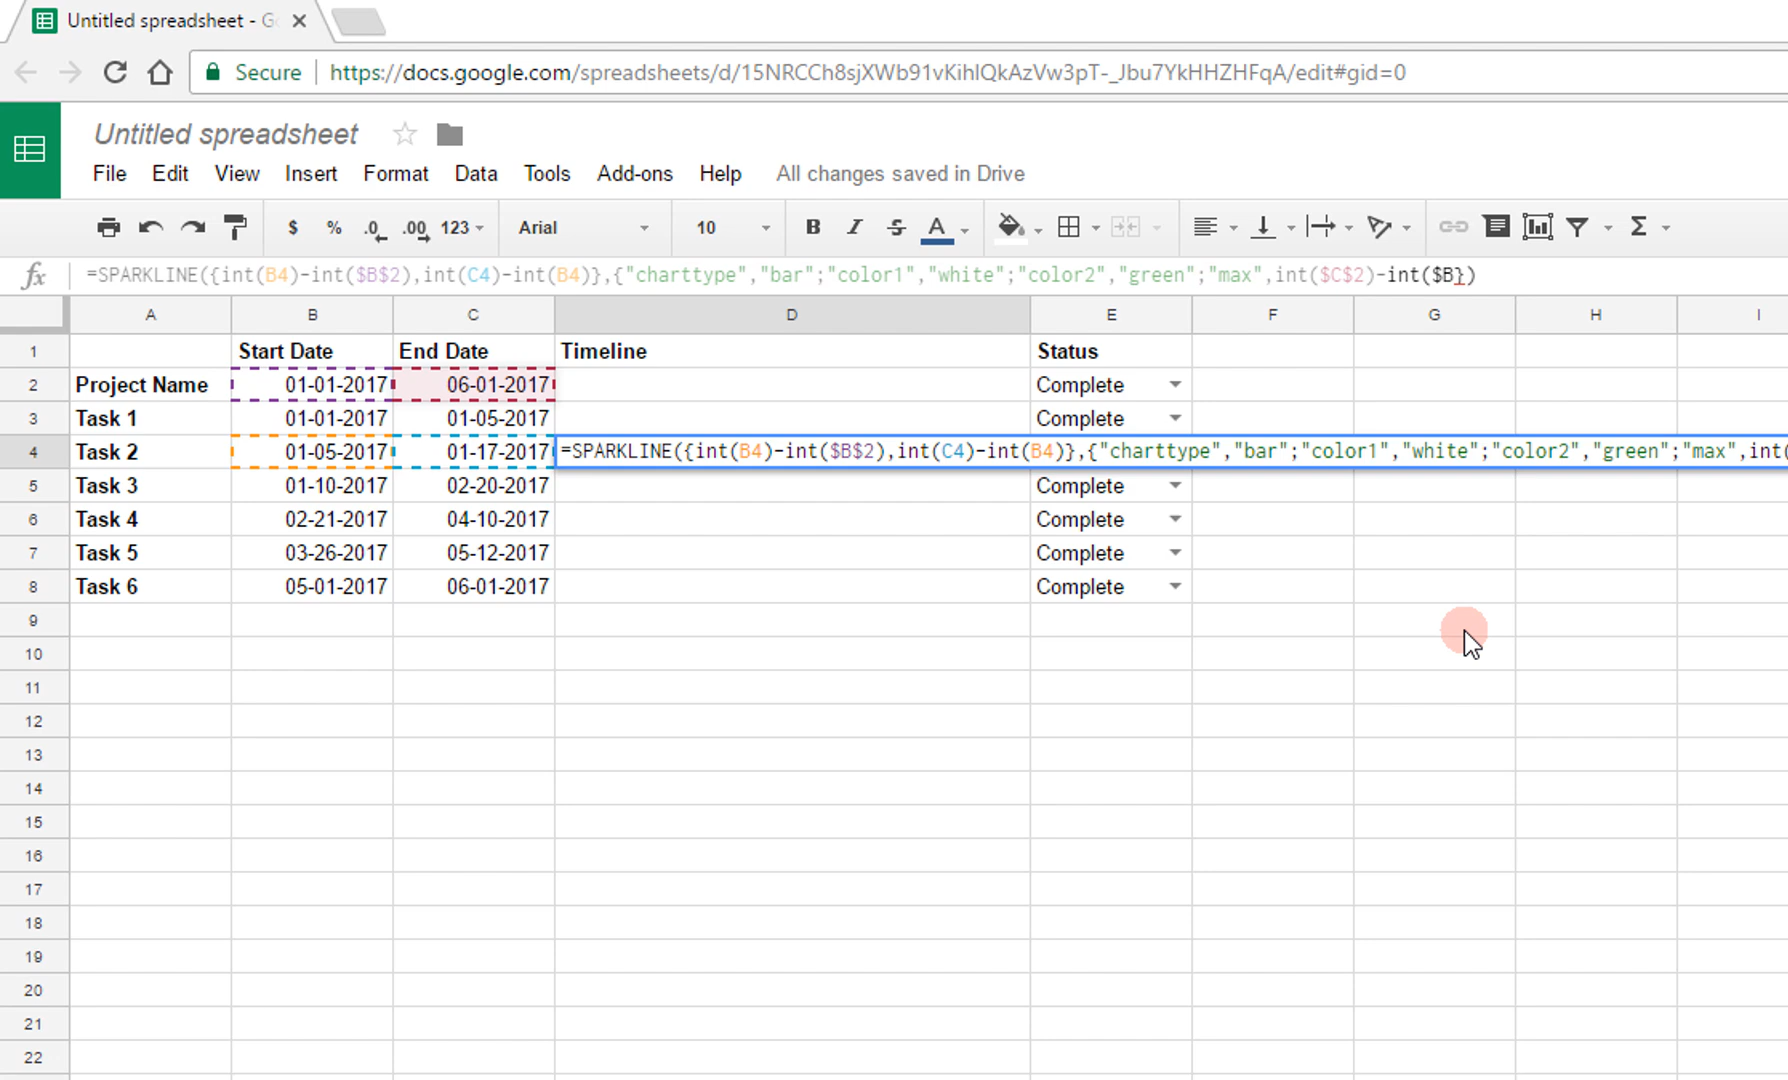 Untitled spreadsheet - Go
Secure https://docs.google.com/spreadsheets/d/15NRCCh8sjXWb91vKihIQkAzVw3pT-_Jbu7YkHHZHFqA/edit#gid=0
Untitled spreadsheet
File Edit View Insert Format Data Tools Add-ons Help All changes saved in Drive
$ % .0 .00 123 Arial 10 B I S A Σ
fx =SPARKLINE({int(B4)-int($B$2),int(C4)-int(B4)},{"charttype","bar";"color1","white";"color2","green";"max",int($C$2)-int($B})
A B C D E F G H I
1 Start Date End Date Timeline Status
2 Project Name 01-01-2017 06-01-2017 Complete
3 Task 1 01-01-2017 01-05-2017 Complete
4 Task 2 01-05-2017 01-17-2017 =SPARKLINE({int(B4)-int($B$2),int(C4)-int(B4)},{"charttype","bar";"color1","white";"color2","green";"max",int(
5 Task 3 01-10-2017 02-20-2017 Complete
6 Task 4 02-21-2017 04-10-2017 Complete
7 Task 5 03-26-2017 05-12-2017 Complete
8 Task 6 05-01-2017 06-01-2017 Complete
9
10
11
12
13
14
15
16
17
18
19
20
21
22